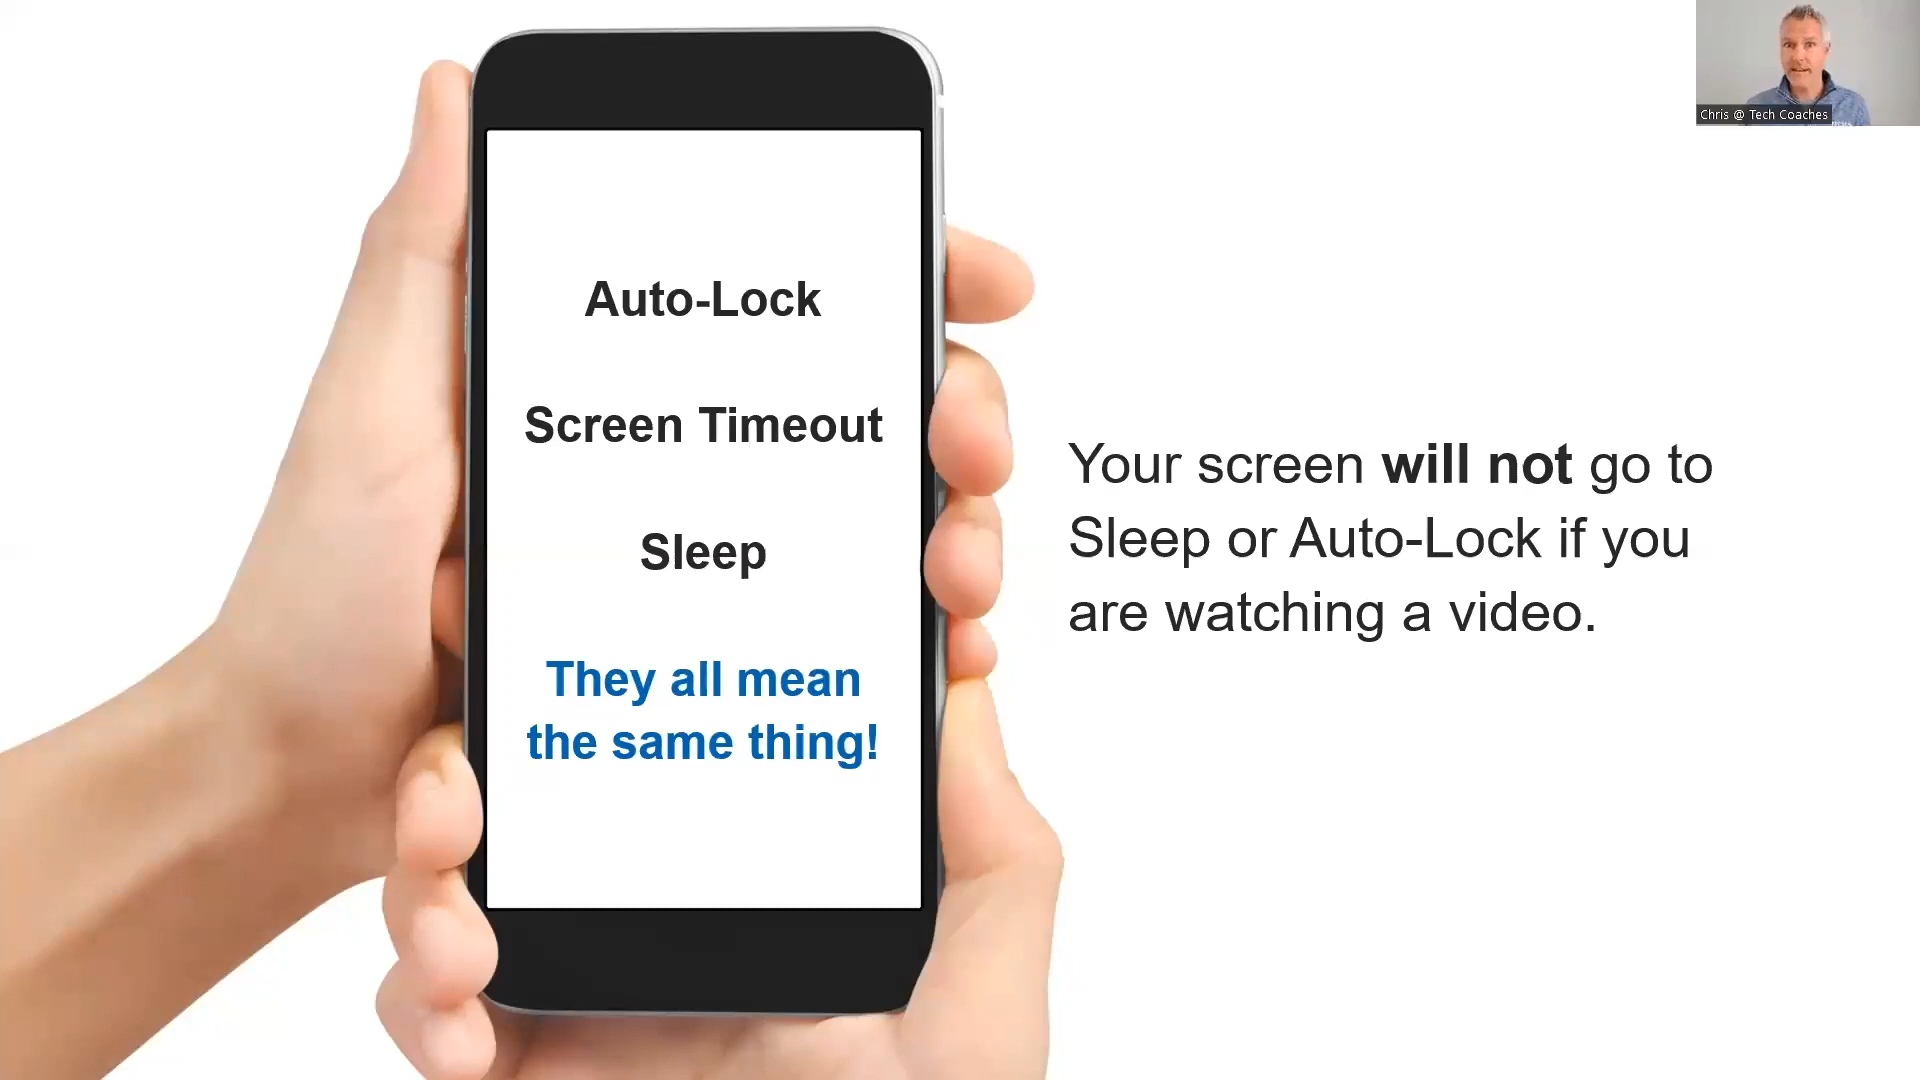 Auto-Lock
Screen Timeout
Sleep
They all mean
the same thing!
Your screen will not go to
Sleep or Auto-Lock if you
are watching a video.
Chris @ Tech Coaches